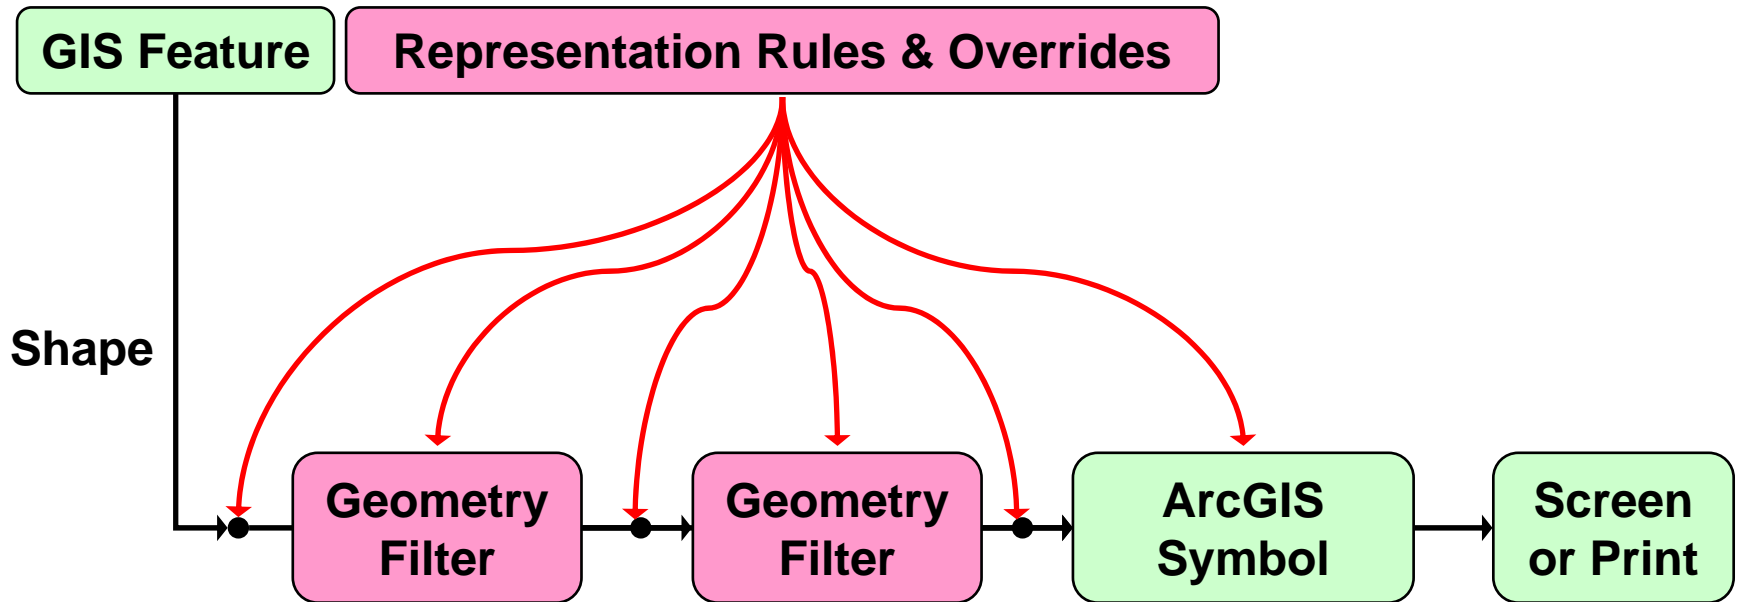 GIS Feature
Representation Rules & Overrides
Shape
Geometry
Filter
Geometry
Filter
ArcGIS
Symbol
Screen
or Print